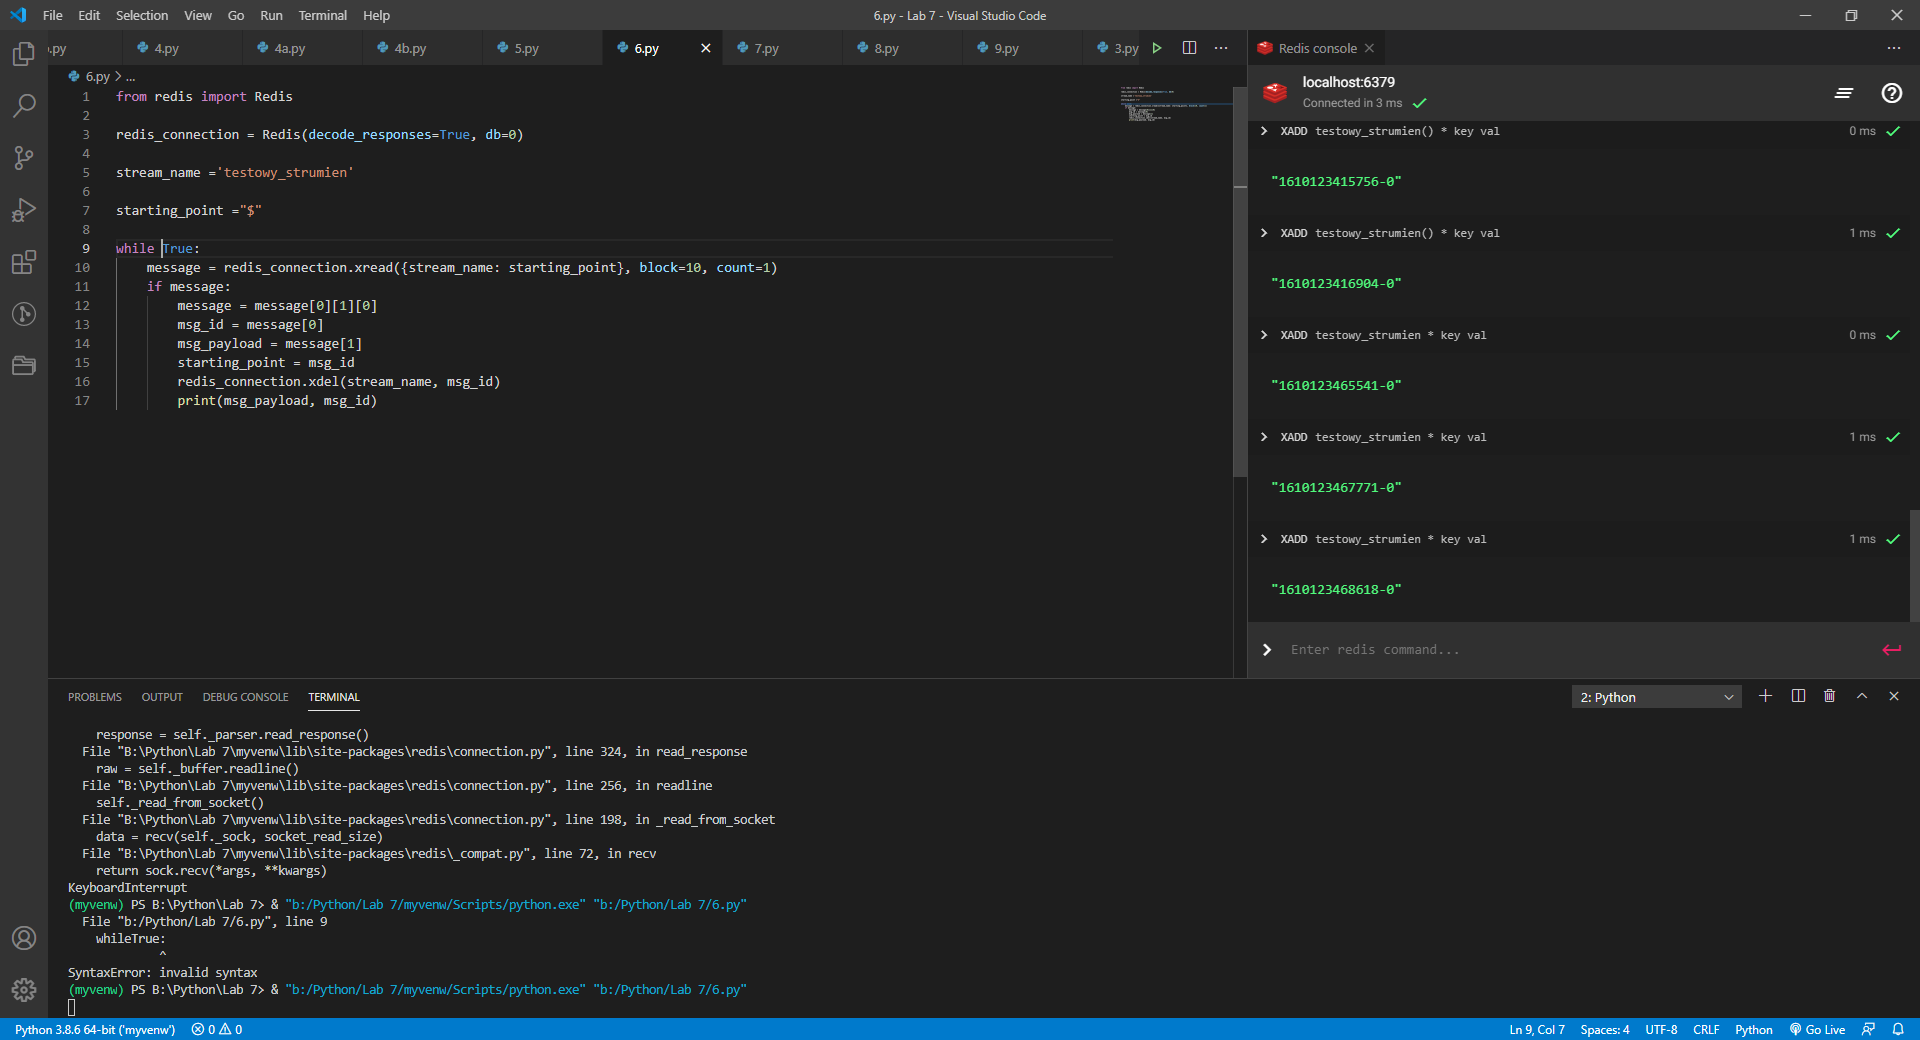 File Edit Selection View Go Run Terminal Help
6.py - Lab 7 - Visual Studio Code
.py 4.py 4a.py 4b.py 5.py 6.py 7.py 8.py 9.py 3.py
6.py > ...
1 from redis import Redis
2
3 redis_connection = Redis(decode_responses=True, db=0)
4
5 stream_name ='testowy_strumien'
6
7 starting_point ="$"
8
9 while True:
10 message = redis_connection.xread({stream_name: starting_point}, block=10, count=1)
11 if message:
12 message = message[0][1][0]
13 msg_id = message[0]
14 msg_payload = message[1]
15 starting_point = msg_id
16 redis_connection.xdel(stream_name, msg_id)
17 print(msg_payload, msg_id)
Redis console
localhost:6379
Connected in 3 ms
XADD testowy_strumien() * key val 0 ms
"1610123415756-0"
XADD testowy_strumien() * key val 1 ms
"1610123416904-0"
XADD testowy_strumien * key val 0 ms
"1610123465541-0"
XADD testowy_strumien * key val 1 ms
"1610123467771-0"
XADD testowy_strumien * key val 1 ms
"1610123468618-0"
Enter redis command...
PROBLEMS OUTPUT DEBUG CONSOLE TERMINAL
2: Python
response = self._parser.read_response()
File "B:\Python\Lab 7\myvenw\lib\site-packages\redis\connection.py", line 324, in read_response
raw = self._buffer.readline()
File "B:\Python\Lab 7\myvenw\lib\site-packages\redis\connection.py", line 256, in readline
self._read_from_socket()
File "B:\Python\Lab 7\myvenw\lib\site-packages\redis\connection.py", line 198, in _read_from_socket
data = recv(self._sock, socket_read_size)
File "B:\Python\Lab 7\myvenw\lib\site-packages\redis\_compat.py", line 72, in recv
return sock.recv(*args, **kwargs)
KeyboardInterrupt
(myvenw) PS B:\Python\Lab 7> & "b:/Python/Lab 7/myvenw/Scripts/python.exe" "b:/Python/Lab 7/6.py"
File "b:/Python/Lab 7/6.py", line 9
whileTrue:
^
SyntaxError: invalid syntax
(myvenw) PS B:\Python\Lab 7> & "b:/Python/Lab 7/myvenw/Scripts/python.exe" "b:/Python/Lab 7/6.py"
Python 3.8.6 64-bit ('myvenw') 0 0
Ln 9, Col 7 Spaces: 4 UTF-8 CRLF Python Go Live